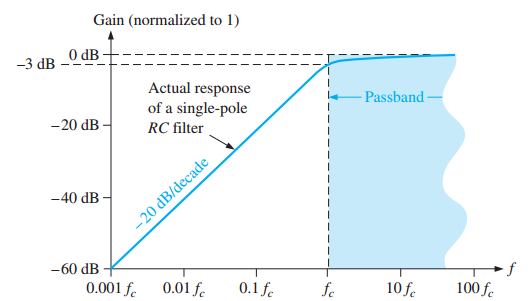 Gain (normalized to 1)
0 dB
–3 dB
Actual response
of a single-pole
RC filter
Passband
–20 dB
–20 dB/decade
–40 dB
–60 dB
f
0.001 fc 0.01 fc 0.1 fc fc 10 fc 100 fc